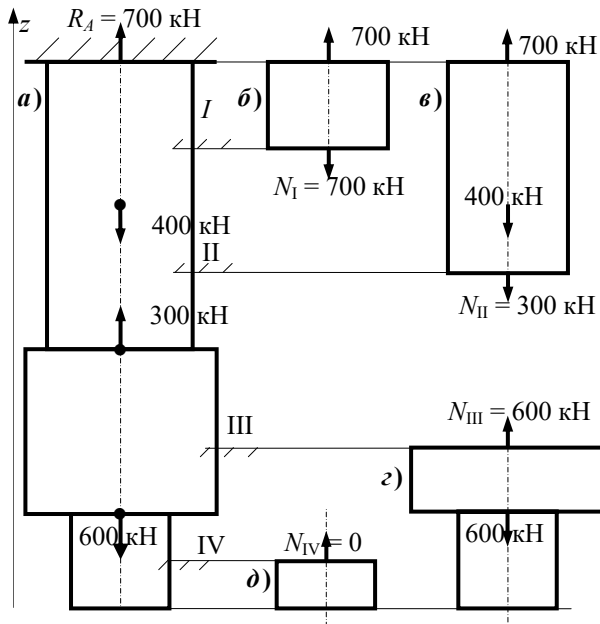 z
R_A = 700 кН
700 кН
700 кН
а)
I
б)
в)
N_I = 700 кН
400 кН
400 кН
II
300 кН
N_II = 300 кН
N_III = 600 кН
III
г)
600 кН
IV
N_IV = 0
600 кН
д)